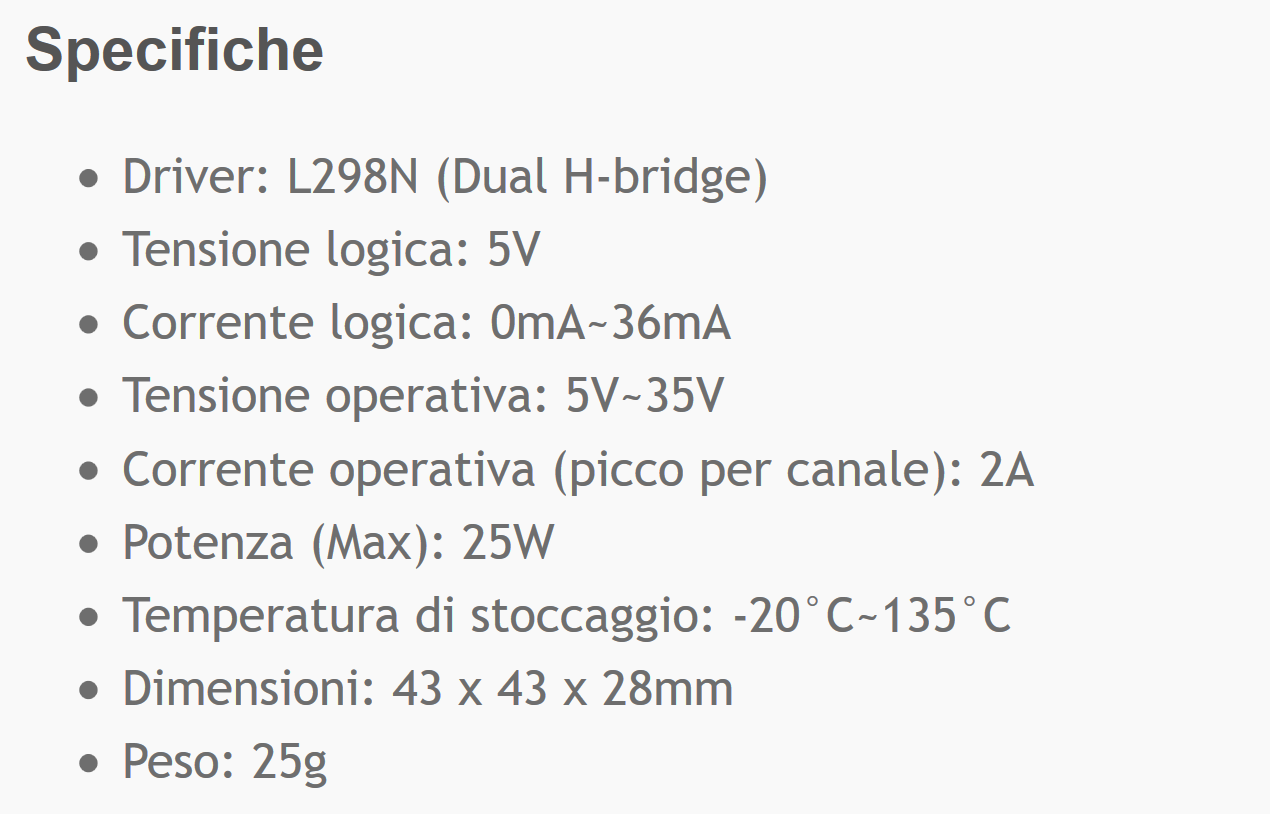 Specifiche
• Driver: L298N (Dual H-bridge)
• Tensione logica: 5V
• Corrente logica: 0mA~36mA
• Tensione operativa: 5V~35V
• Corrente operativa (picco per canale): 2A
• Potenza (Max): 25W
• Temperatura di stoccaggio: -20°C~135°C
• Dimensioni: 43 x 43 x 28mm
• Peso: 25g